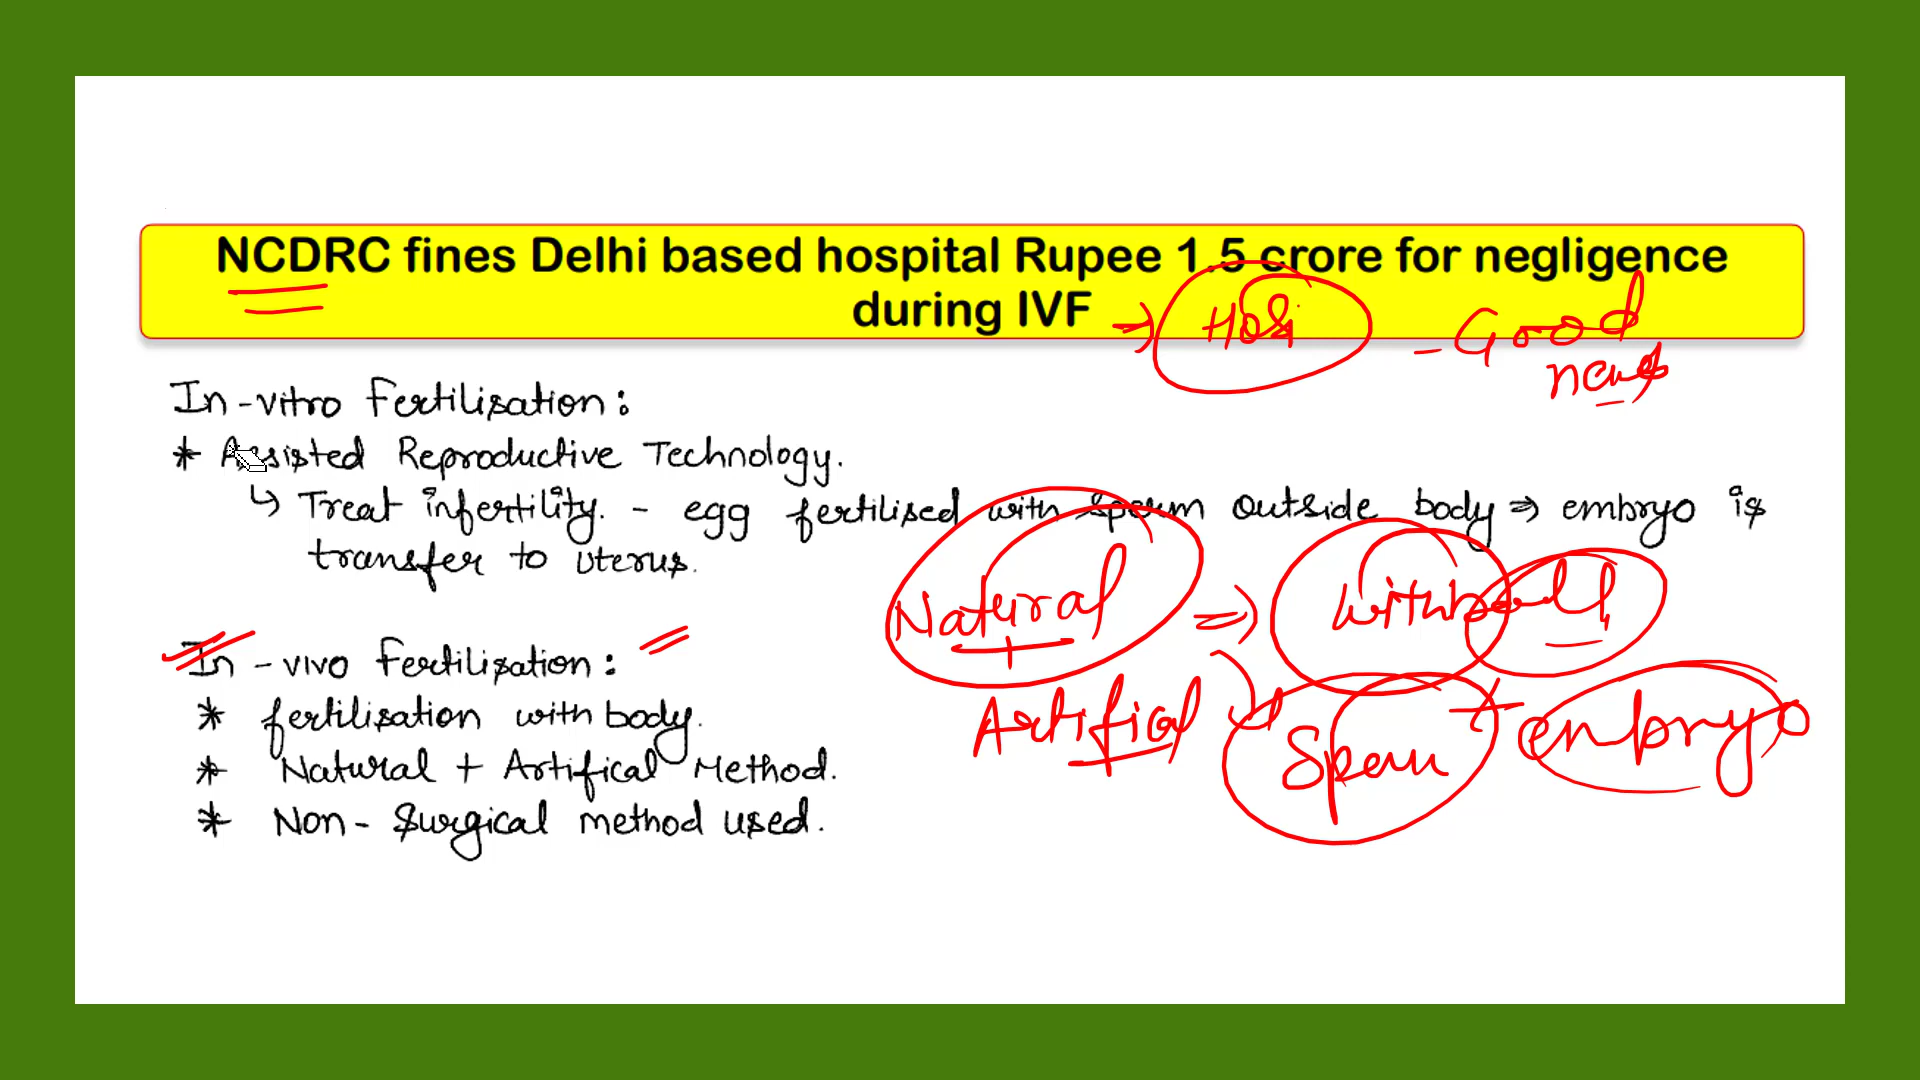 NCDRC fines Delhi based hospital Rupee 1.5 crore for negligence
during IVF
⇒ Hosi - Good
news
In-vitro Fertilisation:
* Assisted Reproductive Technology.
↳ Treat infertility. - egg fertilised with sperm outside body ⇒ embryo is
transfer to uterus.
Natural ⇒ with body
In-vivo Fertilisation:
* fertilisation with body.
Artifical Sperm + embryo
* Natural + Artifical Method.
* Non-Surgical method used.